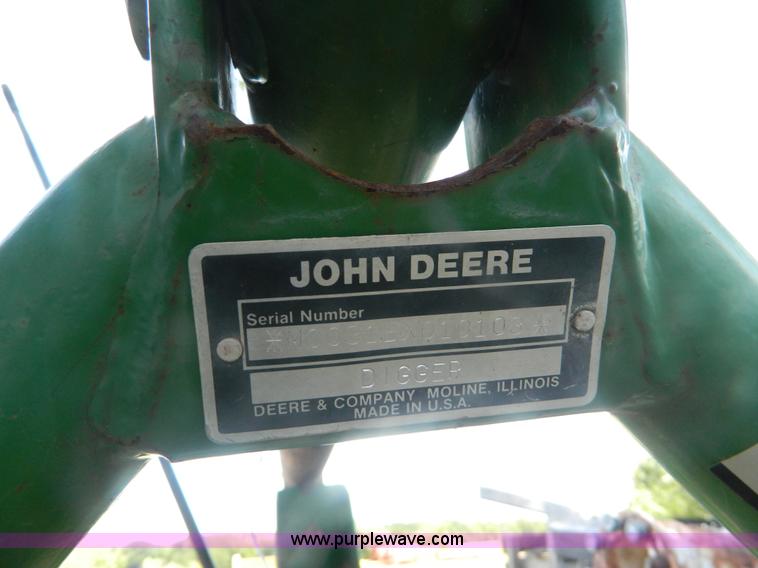 JOHN DEERE
Serial Number
DIGGER
DEERE & COMPANY MOLINE, ILLINOIS
MADE IN U.S.A.
www.purplewave.com